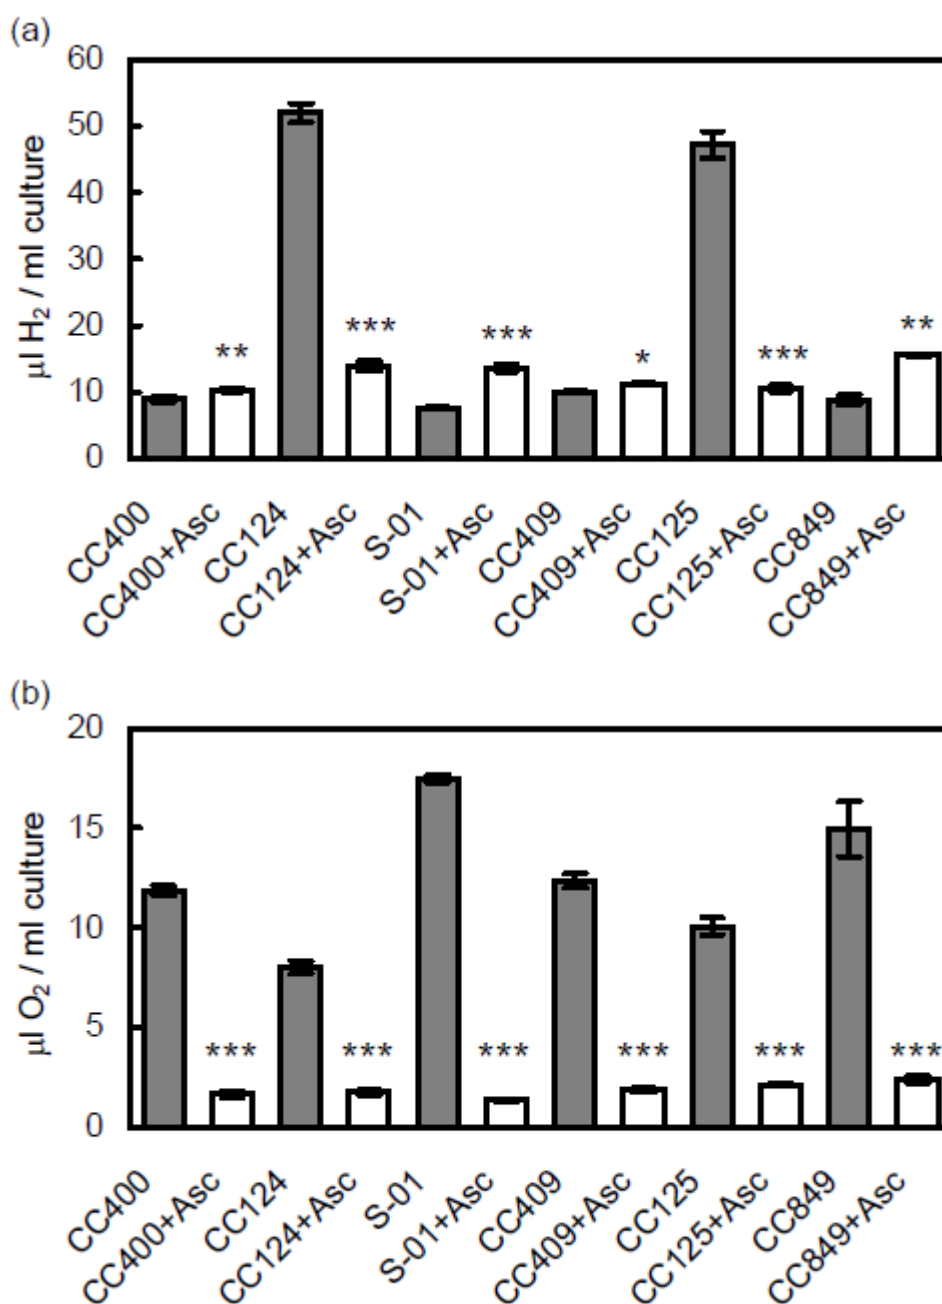 (a)
μl H₂ / ml culture
60
50
40
30
20
10
0
** *** *** * *** **
CC400 CC400+Asc CC124 CC124+Asc S-01 S-01+Asc CC409 CC409+Asc CC125 CC125+Asc CC849 CC849+Asc
(b)
μl O₂ / ml culture
20
15
10
5
0
*** *** *** *** *** ***
CC400 CC400+Asc CC124 CC124+Asc S-01 S-01+Asc CC409 CC409+Asc CC125 CC125+Asc CC849 CC849+Asc